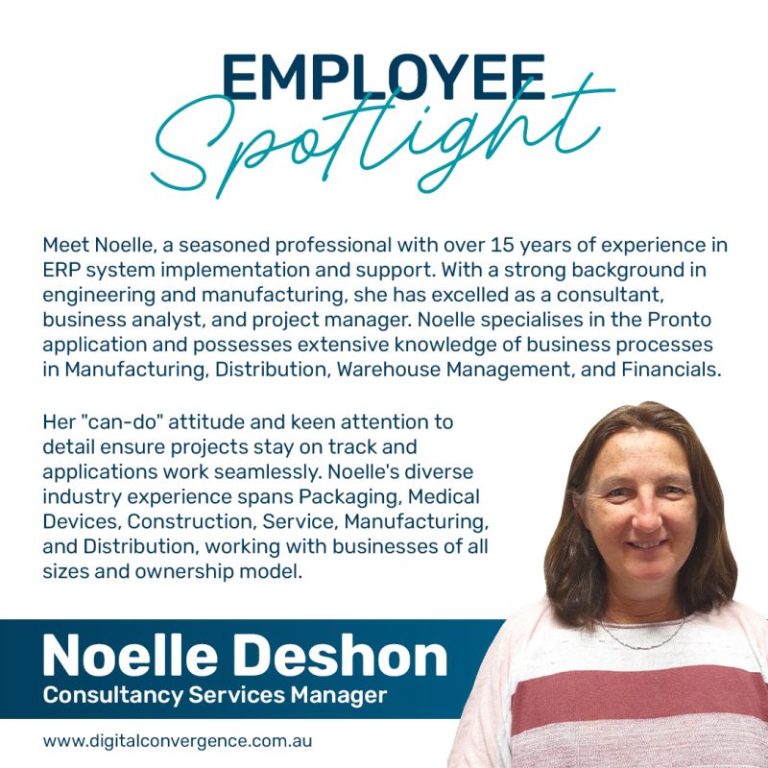 EMPLOYEE
Spotlight
Meet Noelle, a seasoned professional with over 15 years of experience in
ERP system implementation and support. With a strong background in
engineering and manufacturing, she has excelled as a consultant,
business analyst, and project manager. Noelle specialises in the Pronto
application and possesses extensive knowledge of business processes
in Manufacturing, Distribution, Warehouse Management, and Financials.
Her "can-do" attitude and keen attention to
detail ensure projects stay on track and
applications work seamlessly. Noelle's diverse
industry experience spans Packaging, Medical
Devices, Construction, Service, Manufacturing,
and Distribution, working with businesses of all
sizes and ownership model.
Noelle Deshon
Consultancy Services Manager
www.digitalconvergence.com.au